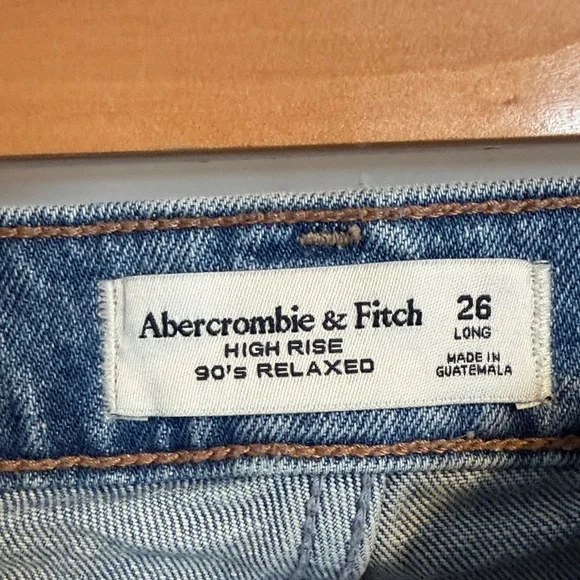 Abercrombie & Fitch
HIGH RISE
90's RELAXED
26
LONG
MADE IN
GUATEMALA